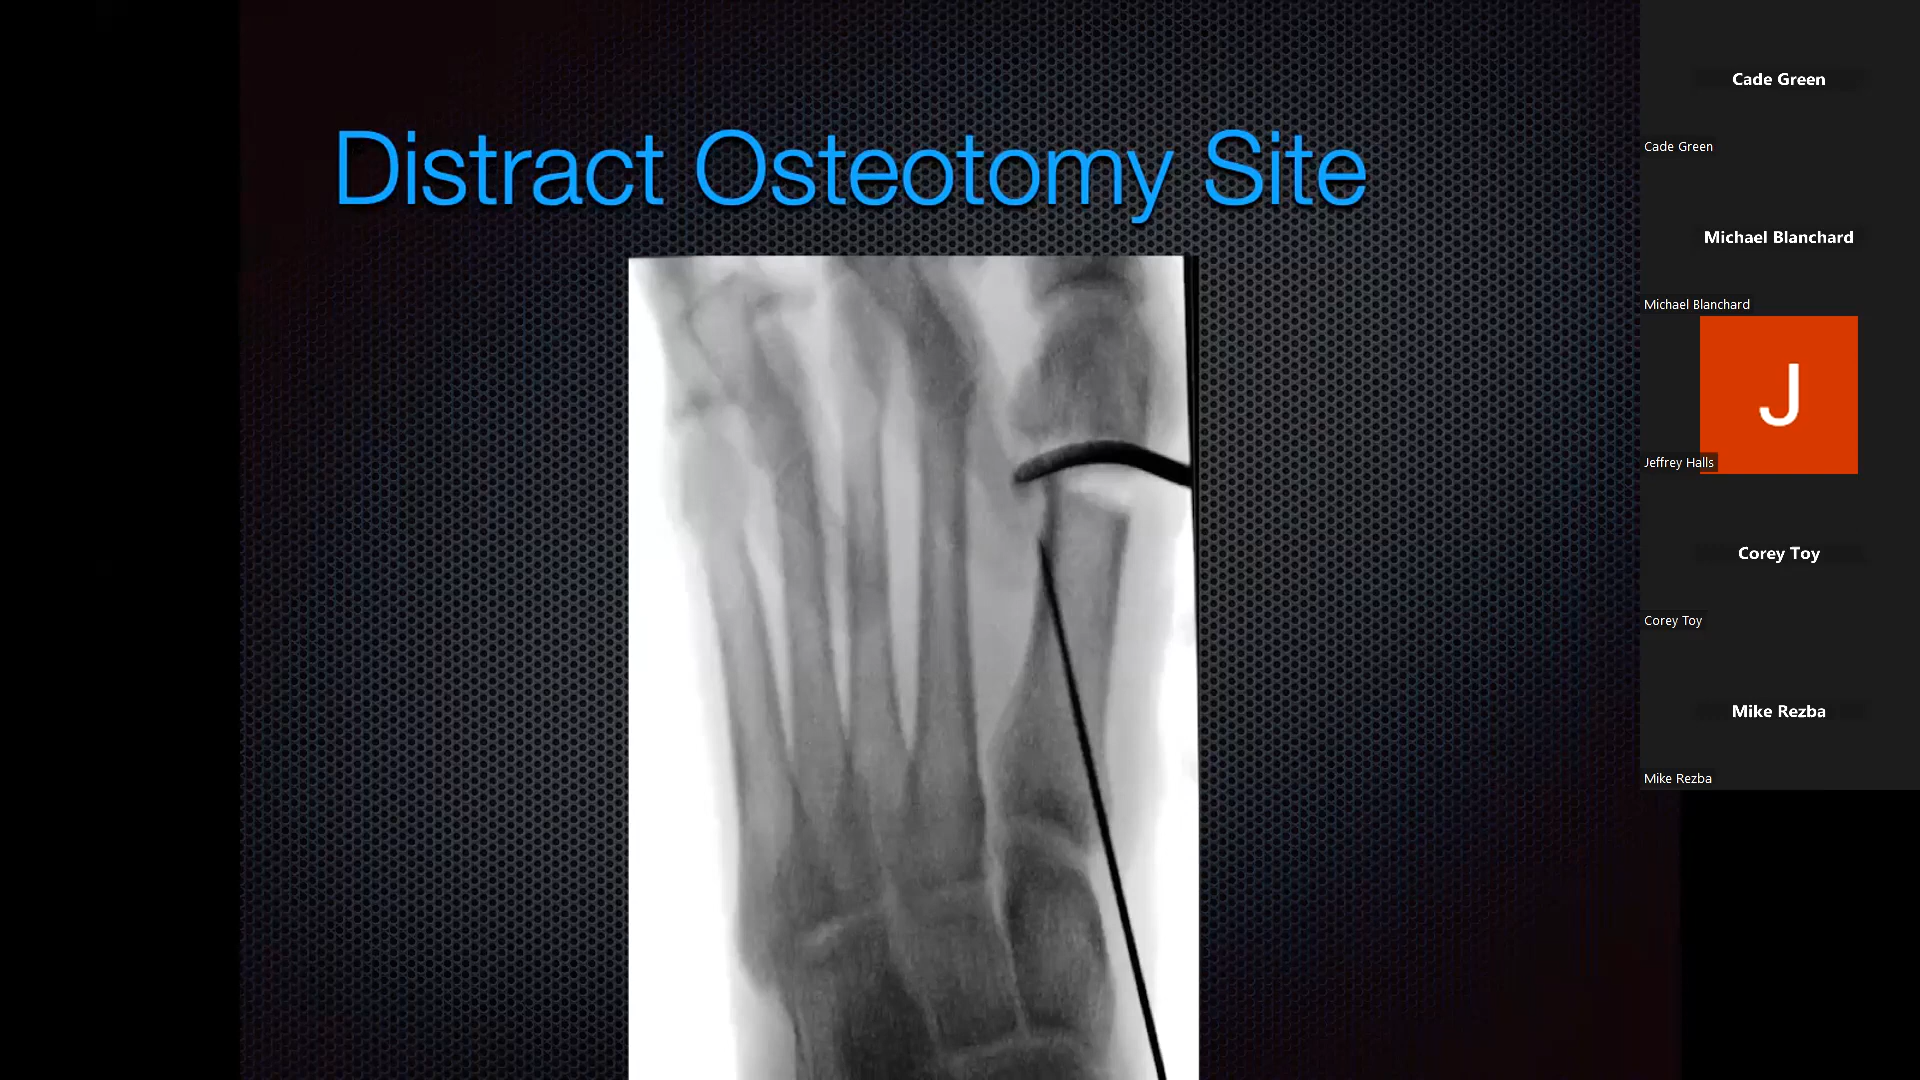 Distract Osteotomy Site
Cade Green
Cade Green
Michael Blanchard
Michael Blanchard
J
Jeffrey Halls
Corey Toy
Corey Toy
Mike Rezba
Mike Rezba